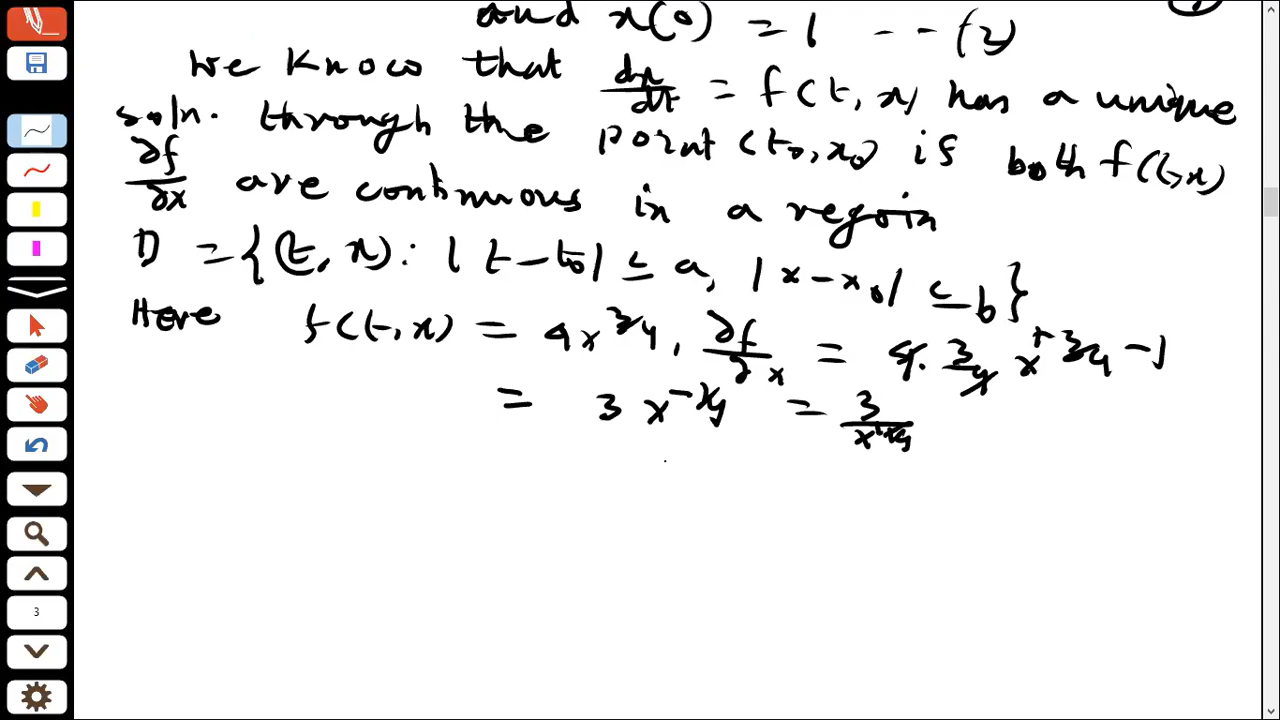 and x(0) = 1 -- (2)
We know that dx/dt = f(t, x) has a unique
soln. through the point (t₀, x₀) if both f(t,x)
∂f/∂x are continuous in a regoin
D = {(t, x): |t - t₀| ≤ a, |x - x₀| ≤ b}
Here f(t, x) = 4x^{3/4}, ∂f/∂x = 4. 3/4 x^{3/4 - 1}
= 3 x^{-1/4} = 3/x^{1/4}
3